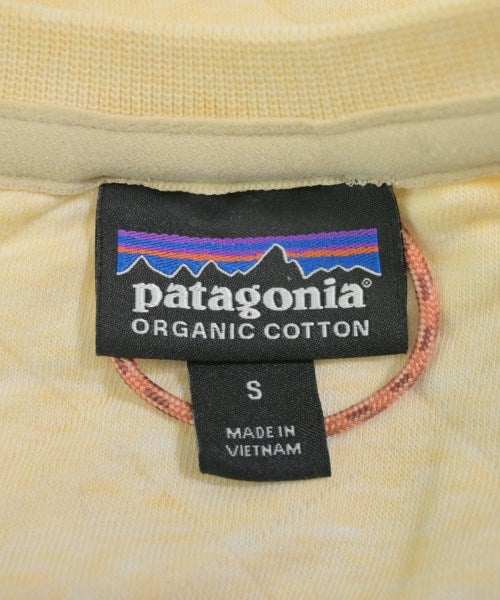 patagonia®
ORGANIC COTTON
S
MADE IN
VIETNAM